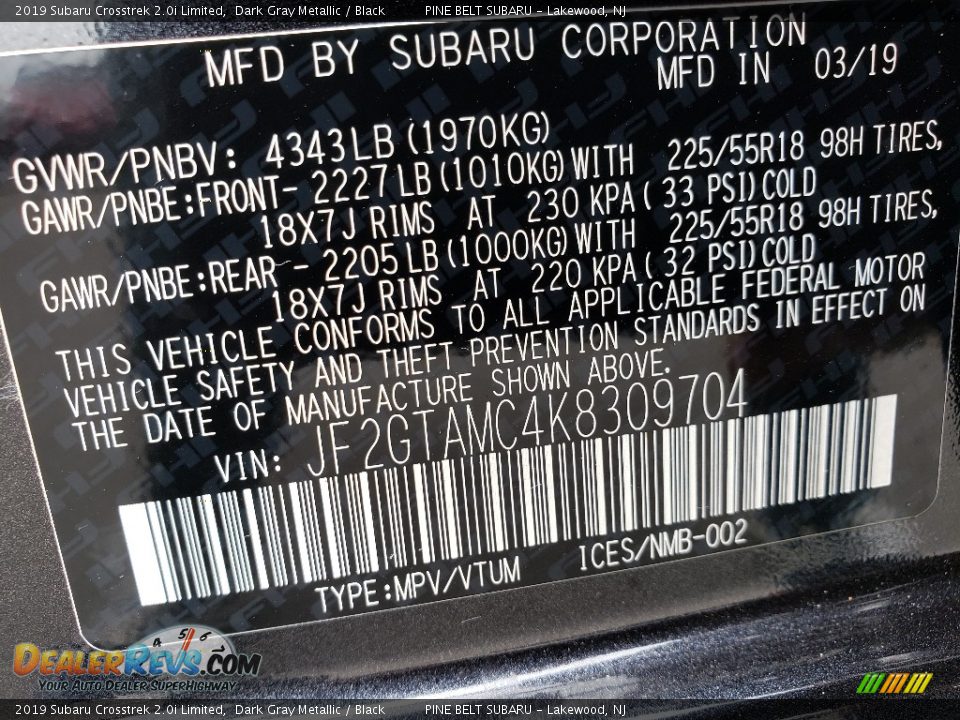 2019 Subaru Crosstrek 2.0i Limited, Dark Gray Metallic / Black PINE BELT SUBARU - Lakewood, NJ
MFD BY SUBARU CORPORATION
MFD IN 03/19
GVWR/PNBV: 4343LB(1970KG)
GAWR/PNBE:FRONT- 2227LB(1010KG)WITH 225/55R18 98H TIRES,
18X7J RIMS AT 230 KPA( 33 PSI)COLD
GAWR/PNBE:REAR - 2205LB(1000KG)WITH 225/55R18 98H TIRES,
18X7J RIMS AT 220 KPA( 32 PSI)COLD
THIS VEHICLE CONFORMS TO ALL APPLICABLE FEDERAL MOTOR
VEHICLE SAFETY AND THEFT PREVENTION STANDARDS IN EFFECT ON
THE DATE OF MANUFACTURE SHOWN ABOVE.
VIN: JF2GTAMC4K8309704
TYPE:MPV/VTUM ICES/NMB-002
4 5 6
DEALERREVS.COM
YOUR AUTO DEALER SUPERHIGHWAY
2019 Subaru Crosstrek 2.0i Limited, Dark Gray Metallic / Black PINE BELT SUBARU - Lakewood, NJ